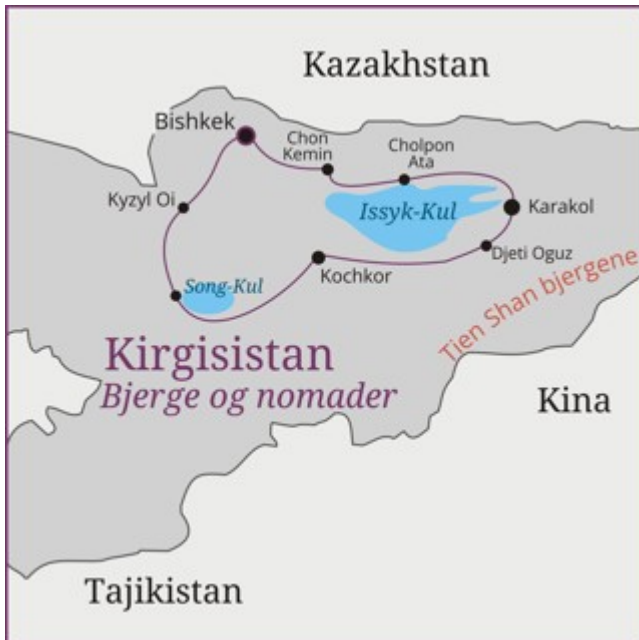 Kazakhstan
Bishkek
Chon
Kemin
Cholpon
Ata
Kyzyl Oi
Issyk-Kul
Karakol
Djeti Oguz
Kochkor
Song-Kul
Tien Shan bjergene
Kirgisistan
Bjerge og nomader
Kina
Tajikistan